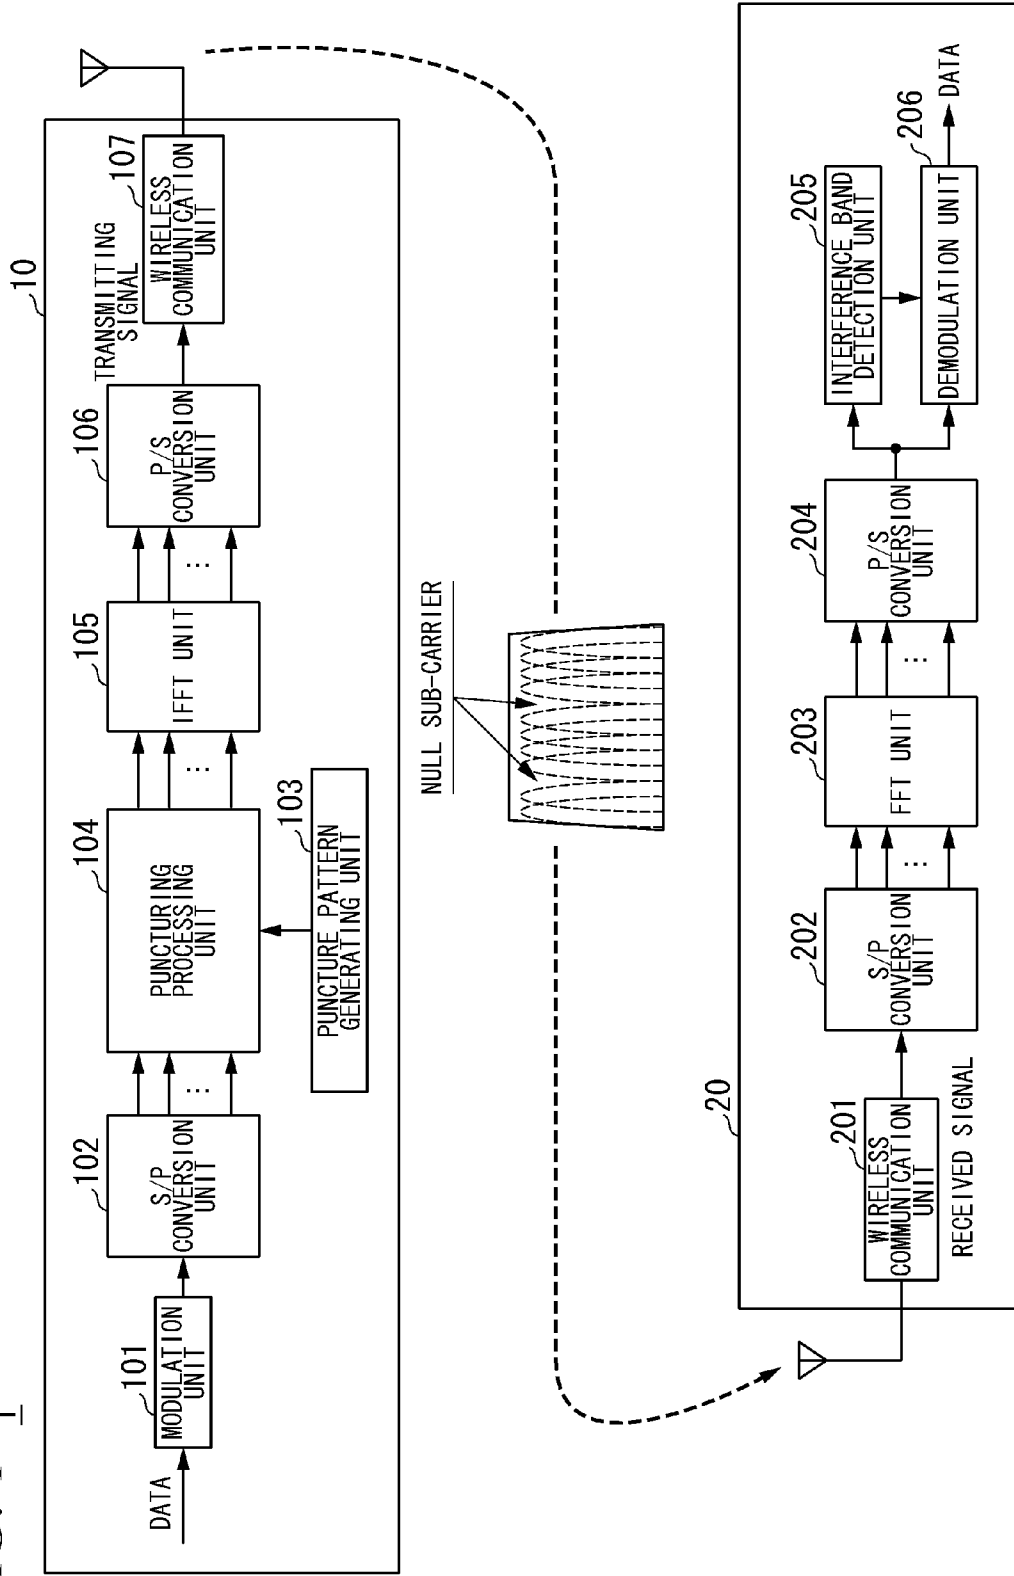 1
10
DATA
101
MODULATION
UNIT
102
S/P
CONVERSION
UNIT
...
104
PUNCTURING
PROCESSING
UNIT
103
PUNCTURE PATTERN
GENERATING UNIT
...
105
IFFT UNIT
...
106
P/S
CONVERSION
UNIT
TRANSMITTING
SIGNAL
107
WIRELESS
COMMUNICATION
UNIT
NULL SUB-CARRIER
20
201
WIRELESS
COMMUNICATION
UNIT
RECEIVED SIGNAL
202
S/P
CONVERSION
UNIT
...
203
FFT UNIT
...
204
P/S
CONVERSION
UNIT
205
INTERFERENCE BAND
DETECTION UNIT
206
DEMODULATION UNIT
DATA